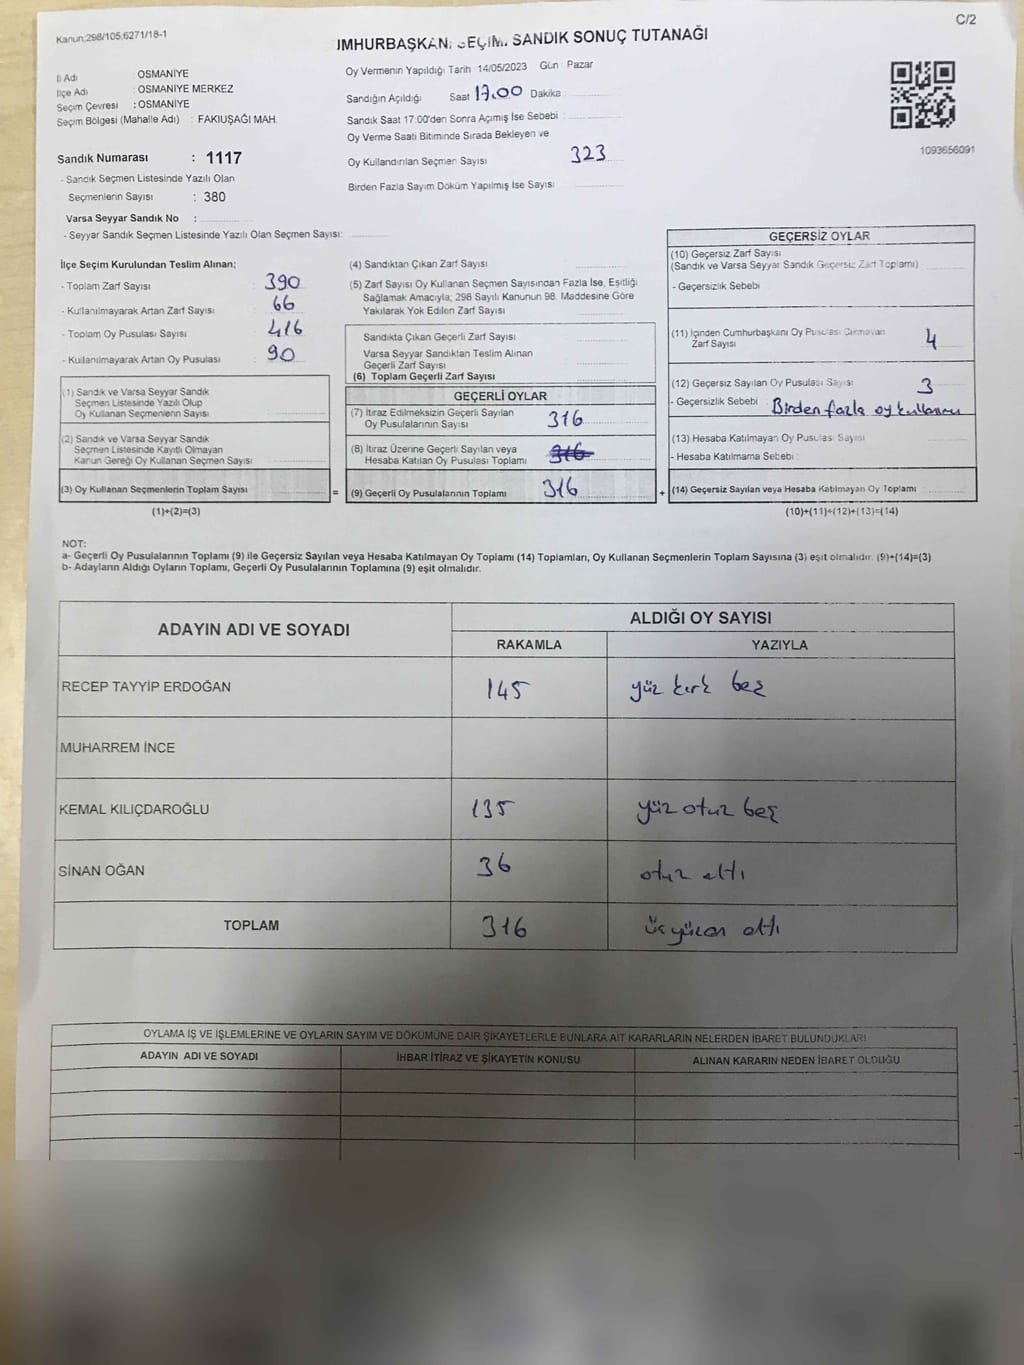 Kanun;298/105,6271/18-1
C/2
SANDIK SONUÇ TUTANAĞI
İl Adı : OSMANİYE
İlçe Adı : OSMANİYE MERKEZ
Seçim Çevresi : OSMANİYE
Seçim Bölgesi (Mahalle Adı) : FAKIUŞAĞI MAH.
Sandık Numarası : 1117
- Sandık Seçmen Listesinde Yazılı Olan
Seçmenlerin Sayısı : 380
Varsa Seyyar Sandık No :
- Seyyar Sandık Seçmen Listesinde Yazılı Olan Seçmen Sayısı:
Oy Vermenin Yapıldığı Tarih 14/05/2023 Gün : Pazar
Sandığın Açıldığı Saat 17.00 Dakika
Sandık Saat 17:00'den Sonra Açımış İse Sebebi :
Oy Verme Saati Bitiminde Sırada Bekleyen ve
Oy Kullandırılan Seçmen Sayısı 323
Birden Fazla Sayım Döküm Yapılmış İse Sayısı
1093656091
İlçe Seçim Kurulundan Teslim Alınan;
- Toplam Zarf Sayısı 390
- Kullanılmayarak Artan Zarf Sayısı 66
- Toplam Oy Pusulası Sayısı 416
- Kullanılmayarak Artan Oy Pusulası 90
(1) Sandık ve Varsa Seyyar Sandık
Seçmen Listesinde Yazılı Olup
Oy Kullanan Seçmenlerin Sayısı
(2) Sandık ve Varsa Seyyar Sandık
Seçmen Listesinde Kayıtlı Olmayan
Kanun Gereği Oy Kullanan Seçmen Sayısı
(3) Oy Kullanan Seçmenlerin Toplam Sayısı =
(1)+(2)=(3)
(4) Sandıktan Çıkan Zarf Sayısı
(5) Zarf Sayısı Oy Kullanan Seçmen Sayısından Fazla İse, Eşitliği
Sağlamak Amacıyla; 298 Sayılı Kanunun 98. Maddesine Göre
Yakılarak Yok Edilen Zarf Sayısı
Sandıkta Çıkan Geçerli Zarf Sayısı
Varsa Seyyar Sandıktan Teslim Alınan
Geçerli Zarf Sayısı
(6) Toplam Geçerli Zarf Sayısı
GEÇERLİ OYLAR
(7) İtiraz Edilmeksizin Geçerli Sayılan
Oy Pusulalarının Sayısı 316
(8) İtiraz Üzerine Geçerli Sayılan veya
Hesaba Katılan Oy Pusulası Toplamı 316
(9) Geçerli Oy Pusulalarının Toplamı 316 +
GEÇERSİZ OYLAR
(10) Geçersiz Zarf Sayısı
(Sandık ve Varsa Seyyar Sandık Geçersiz Zarf Toplamı)
- Geçersizlik Sebebi
(11) İçinden Cumhurbaşkanı Oy Pusulası Çıkmayan
Zarf Sayısı 4
(12) Geçersiz Sayılan Oy Pusulası Sayısı 3
- Geçersizlik Sebebi Birden fazla oy kullanımı
(13) Hesaba Katılmayan Oy Pusulası Sayısı
- Hesaba Katılmama Sebebi :
(14) Geçersiz Sayılan veya Hesaba Katılmayan Oy Toplamı
(10)+(11)+(12)+(13)=(14)
NOT:
a- Geçerli Oy Pusulalarının Toplamı (9) ile Geçersiz Sayılan veya Hesaba Katılmayan Oy Toplamı (14) Toplamları, Oy Kullanan Seçmenlerin Toplam Sayısına (3) eşit olmalıdır. (9)+(14)=(3)
b- Adayların Aldığı Oyların Toplamı, Geçerli Oy Pusulalarının Toplamına (9) eşit olmalıdır.
ADAYIN ADI VE SOYADI
ALDIĞI OY SAYISI
RAKAMLA YAZIYLA
RECEP TAYYİP ERDOĞAN 145 yüz kırk beş
MUHARREM İNCE
KEMAL KILIÇDAROĞLU 135 yüz otuz beş
SİNAN OĞAN 36 otuz altı
TOPLAM 316 üç yüz on altı
OYLAMA İŞ VE İŞLEMLERİNE VE OYLARIN SAYIM VE DÖKÜMÜNE DAİR ŞİKAYETLERLE BUNLARA AİT KARARLARIN NELERDEN İBARET BULUNDUKLARI
ADAYIN ADI VE SOYADI İHBAR İTİRAZ VE ŞİKAYETİN KONUSU ALINAN KARARIN NEDEN İBARET OLDUĞU